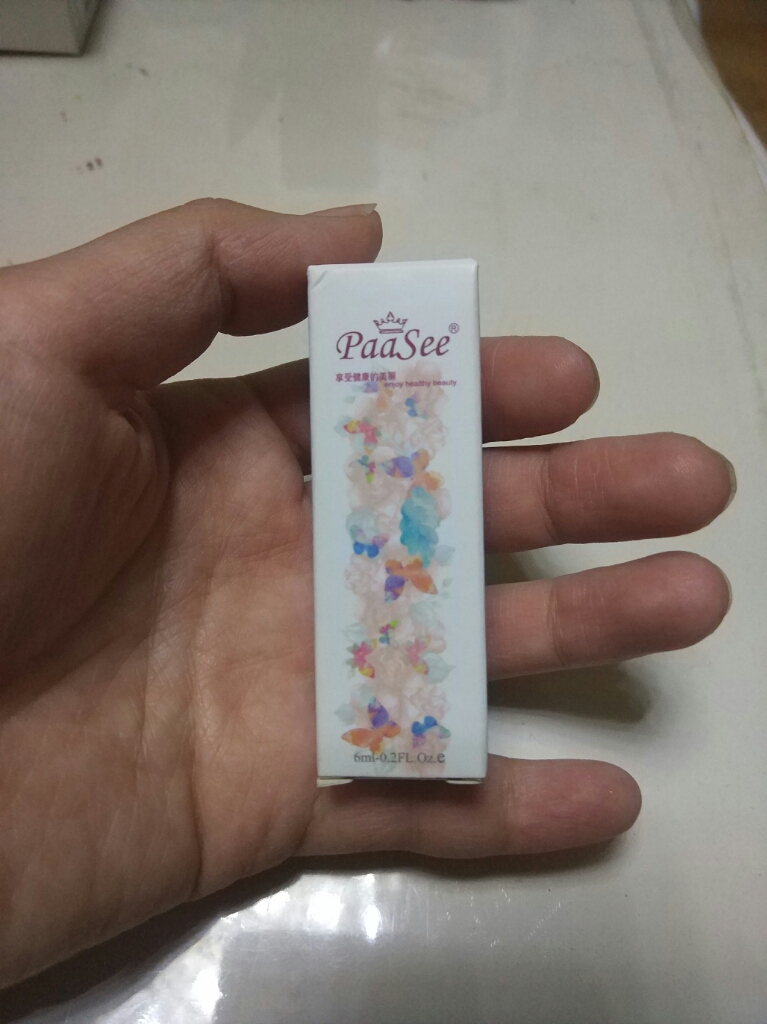 PaaSee®
享受健康的美丽
enjoy healthy beauty
6ml-0.2FL.Oz.e